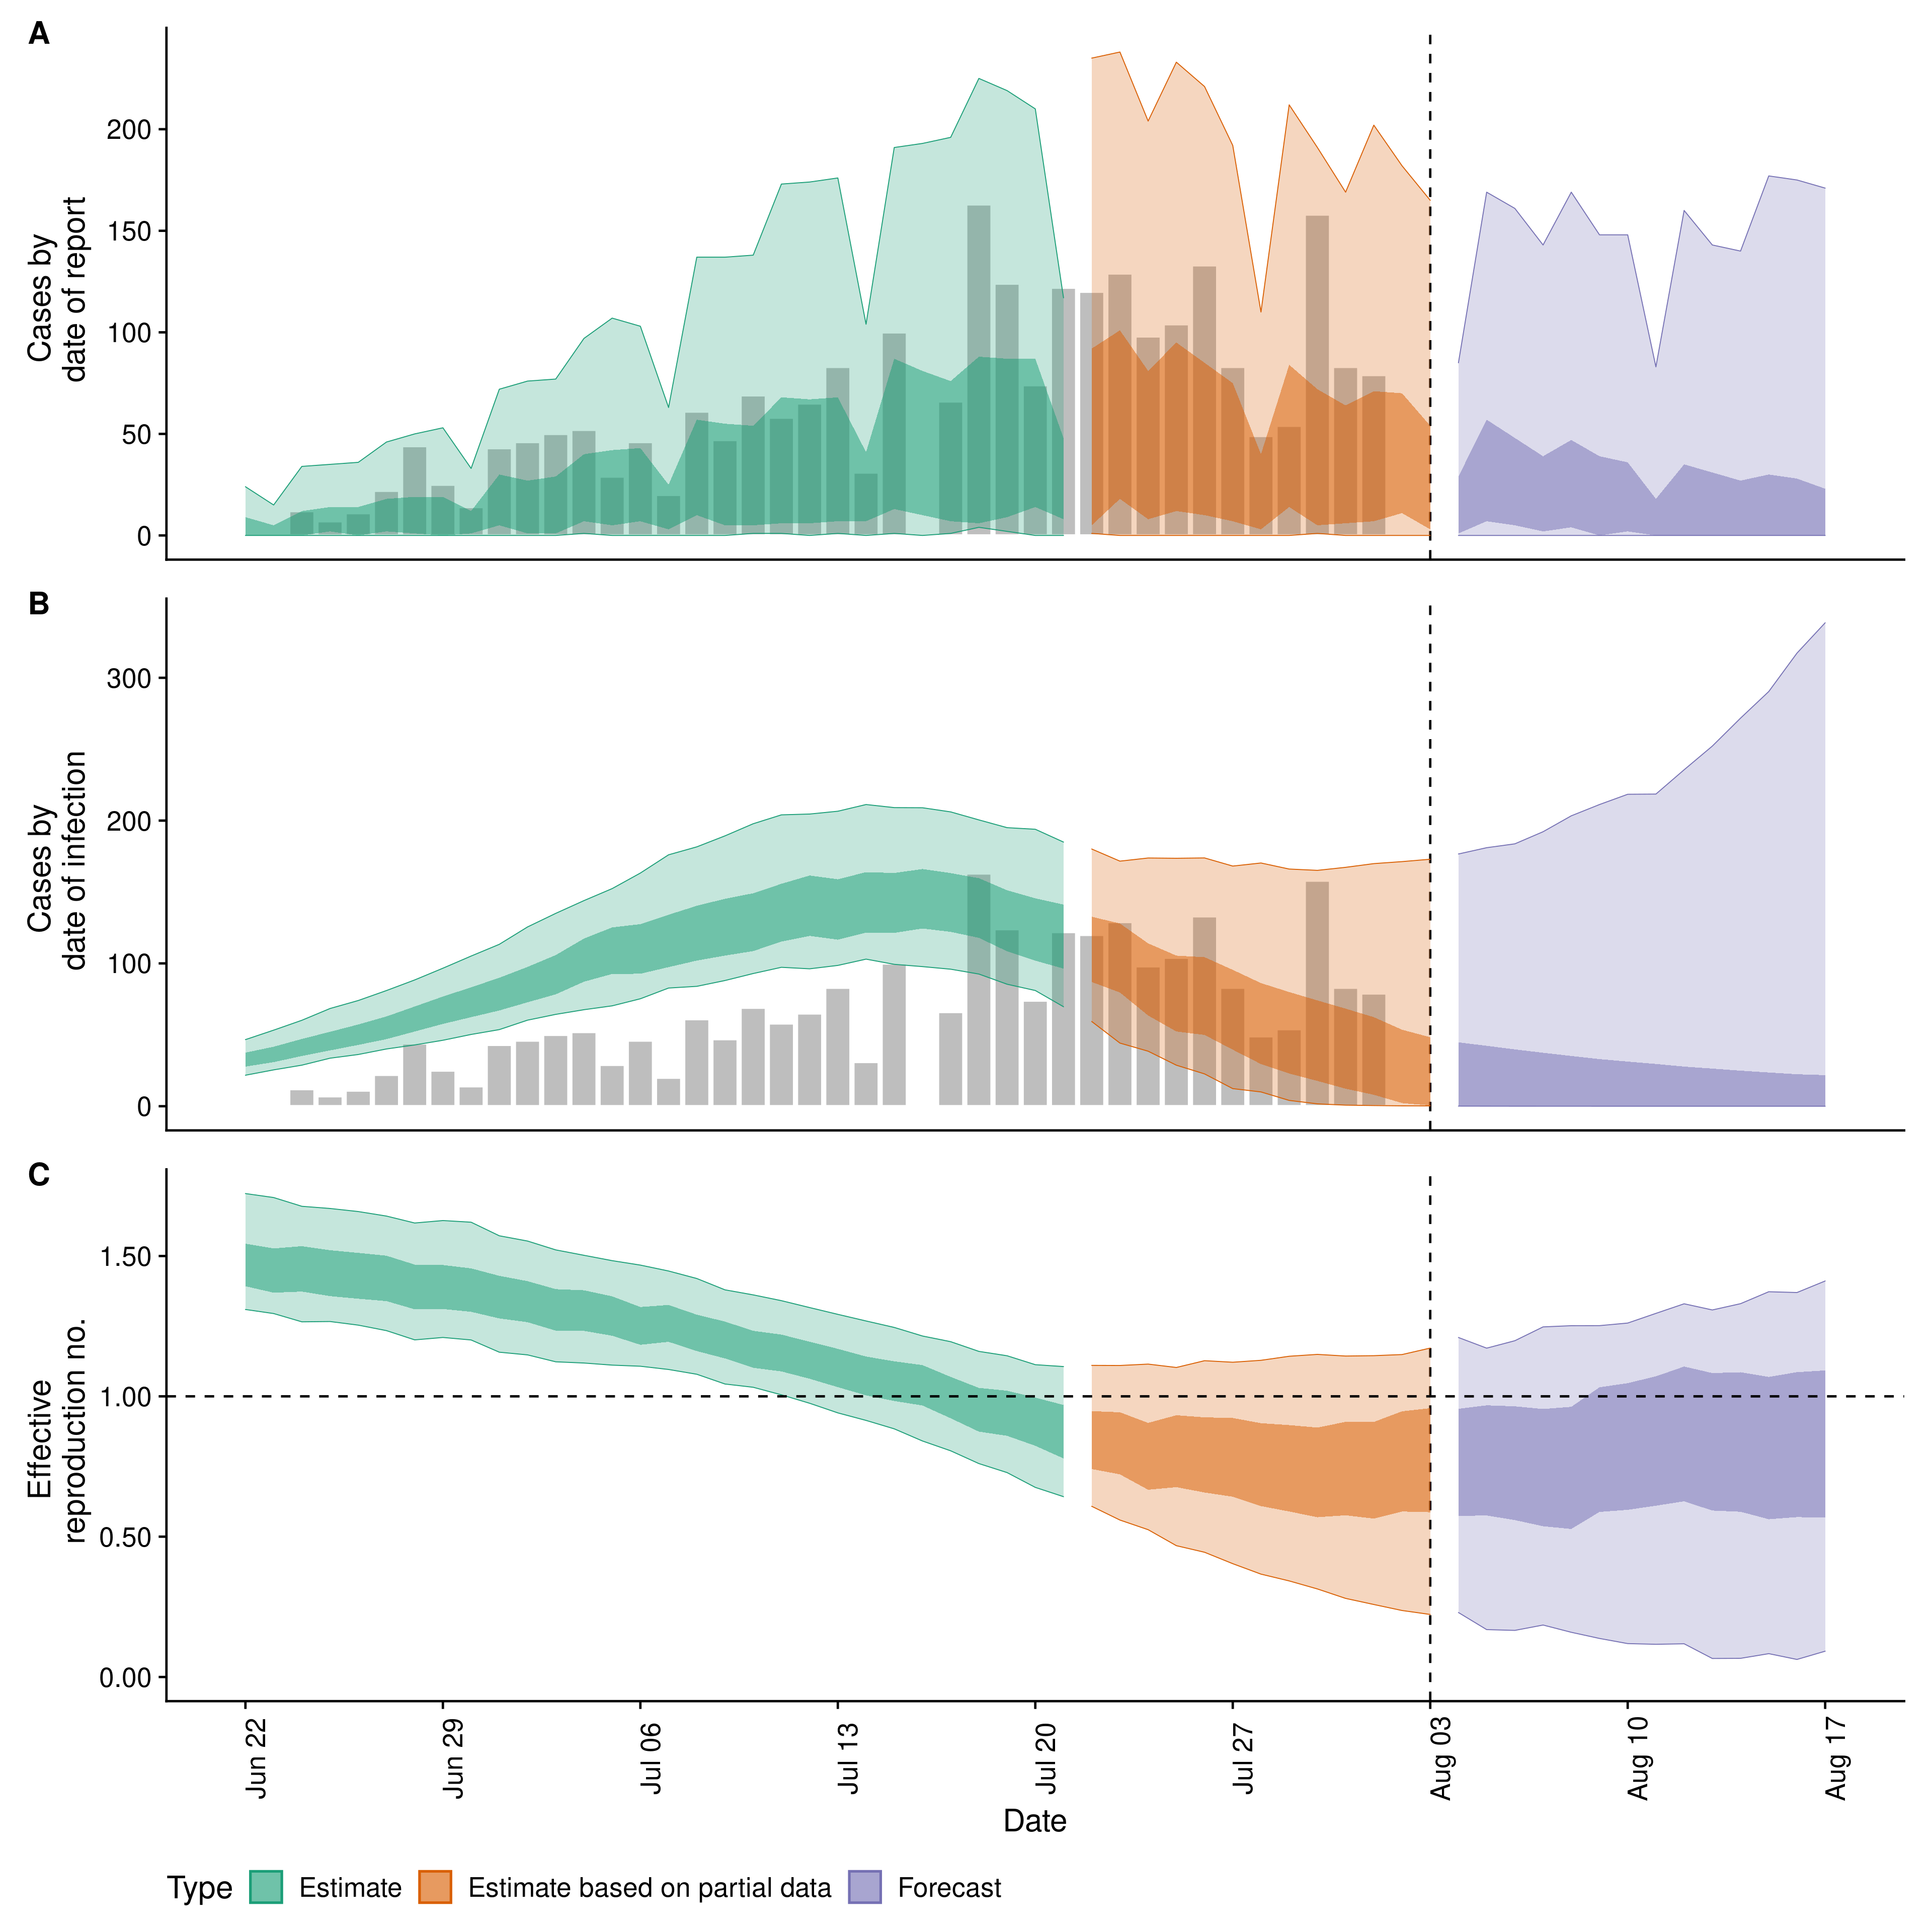 A
Cases by
date of report
200
150
100
50
0
B
Cases by
date of infection
300
200
100
0
C
Effective
reproduction no.
1.50
1.00
0.50
0.00
Jun 22
Jun 29
Jul 06
Jul 13
Jul 20
Jul 27
Aug 03
Aug 10
Aug 17
Date
Type Estimate Estimate based on partial data Forecast